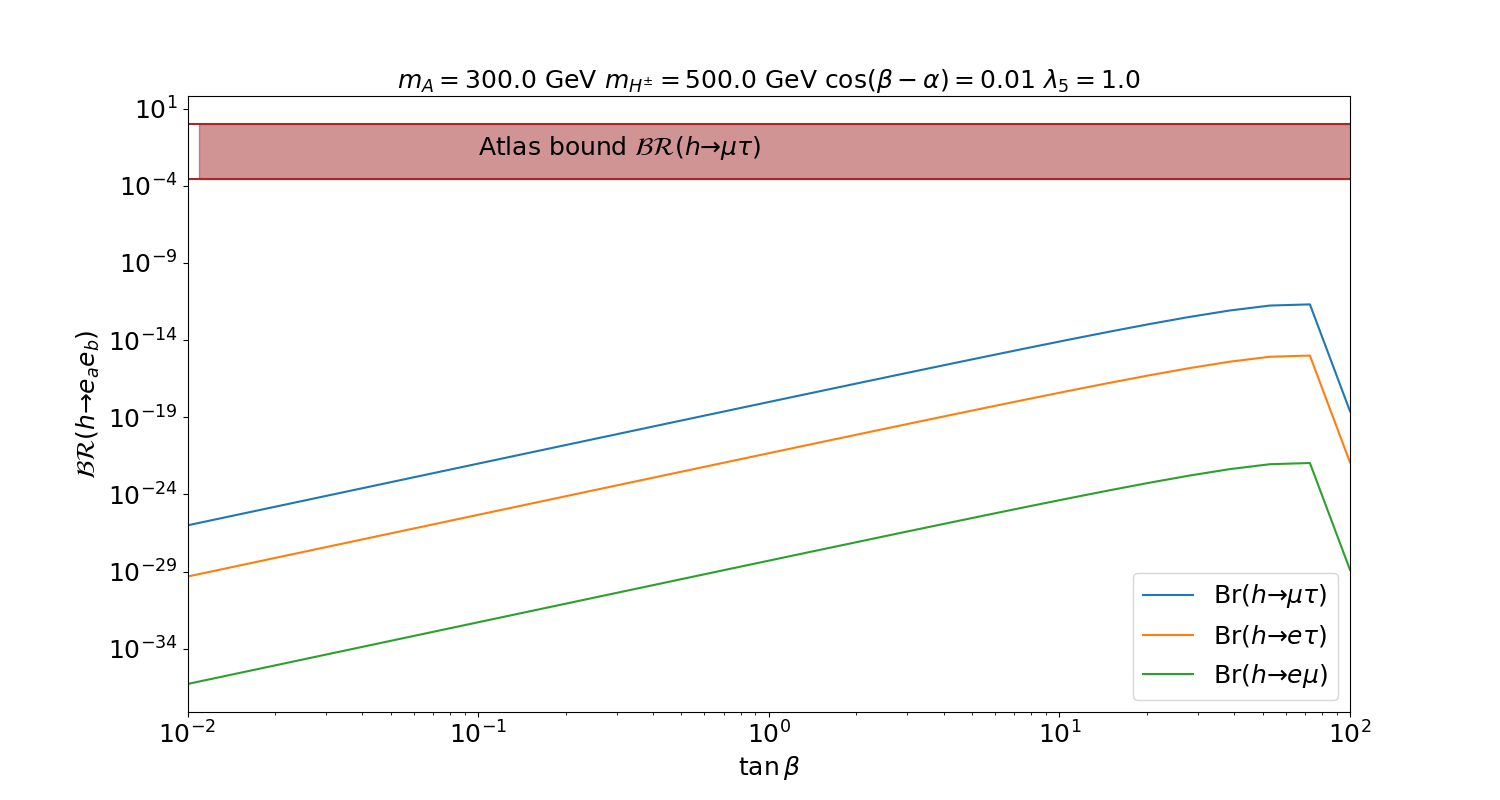 m_A = 300.0 GeV m_{H^±} = 500.0 GeV cos(β − α) = 0.01 λ_5 = 1.0
10^1
Atlas bound ℬℛ(h→μτ)
10^{−4}
10^{−9}
10^{−14}
10^{−19}
10^{−24}
10^{−29}
10^{−34}
ℬℛ(h→e_a e_b)
Br(h→μτ)
Br(h→eτ)
Br(h→eμ)
10^{−2} 10^{−1} 10^0 10^1 10^2
tan β